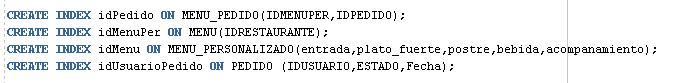 CREATE INDEX idPedido ON MENU_PEDIDO(IDMENUPER,IDPEDIDO);
CREATE INDEX idMenuPer ON MENU(IDRESTAURANTE);
CREATE INDEX idMenu ON MENU_PERSONALIZADO(entrada,plato_fuerte,postre,bebida,acompanamiento);
CREATE INDEX idUsuarioPedido ON PEDIDO (IDUSUARIO,ESTADO,Fecha);